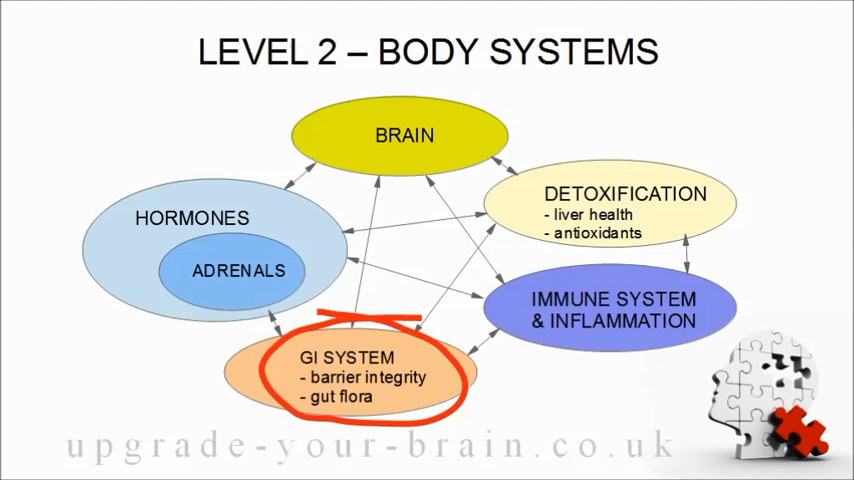 LEVEL 2 – BODY SYSTEMS
BRAIN
DETOXIFICATION
- liver health
- antioxidants
HORMONES
ADRENALS
IMMUNE SYSTEM
& INFLAMMATION
GI SYSTEM
- barrier integrity
- gut flora
upgrade-your-brain.co.uk